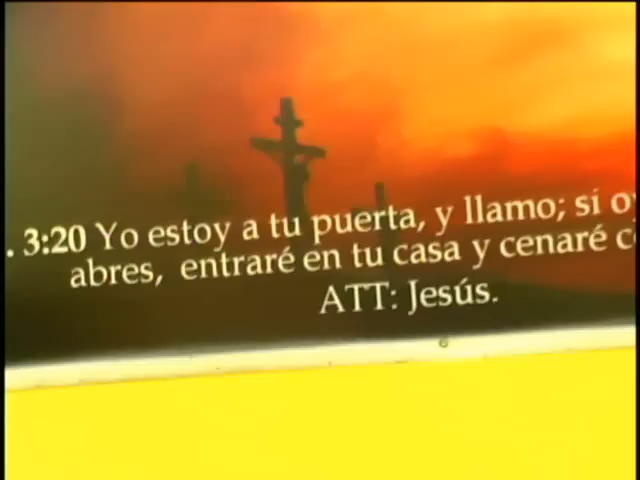 . 3:20 Yo estoy a tu puerta, y llamo; si
abres, entraré en tu casa y cenaré
ATT: Jesús.